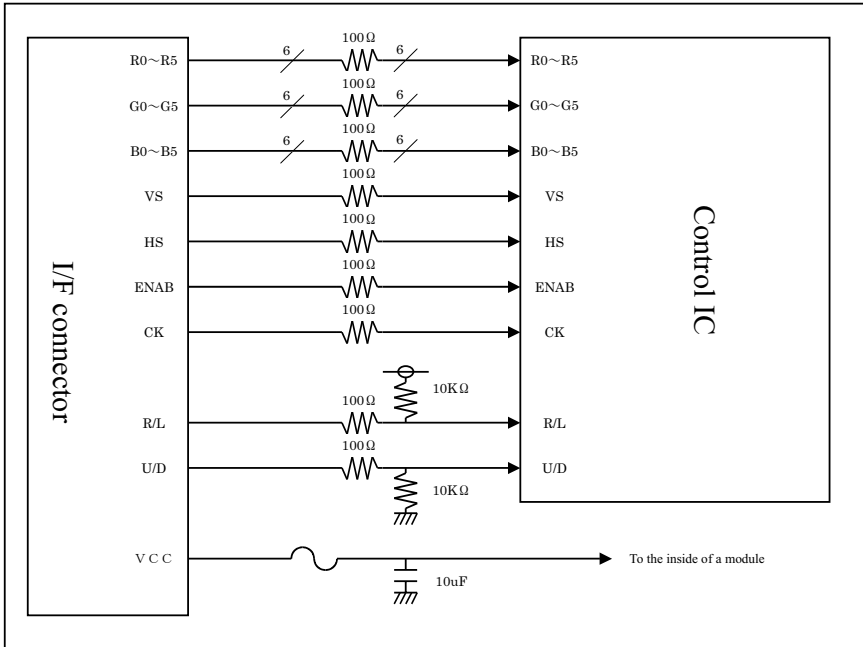 I/F connector
Control IC
R0～R5
6
100Ω
6
R0～R5
G0～G5
6
100Ω
6
G0～G5
B0～B5
6
100Ω
6
B0～B5
VS
100Ω
VS
HS
100Ω
HS
ENAB
100Ω
ENAB
CK
100Ω
CK
10KΩ
R/L
100Ω
R/L
U/D
100Ω
U/D
10KΩ
ＶＣＣ
To the inside of a module
10uF